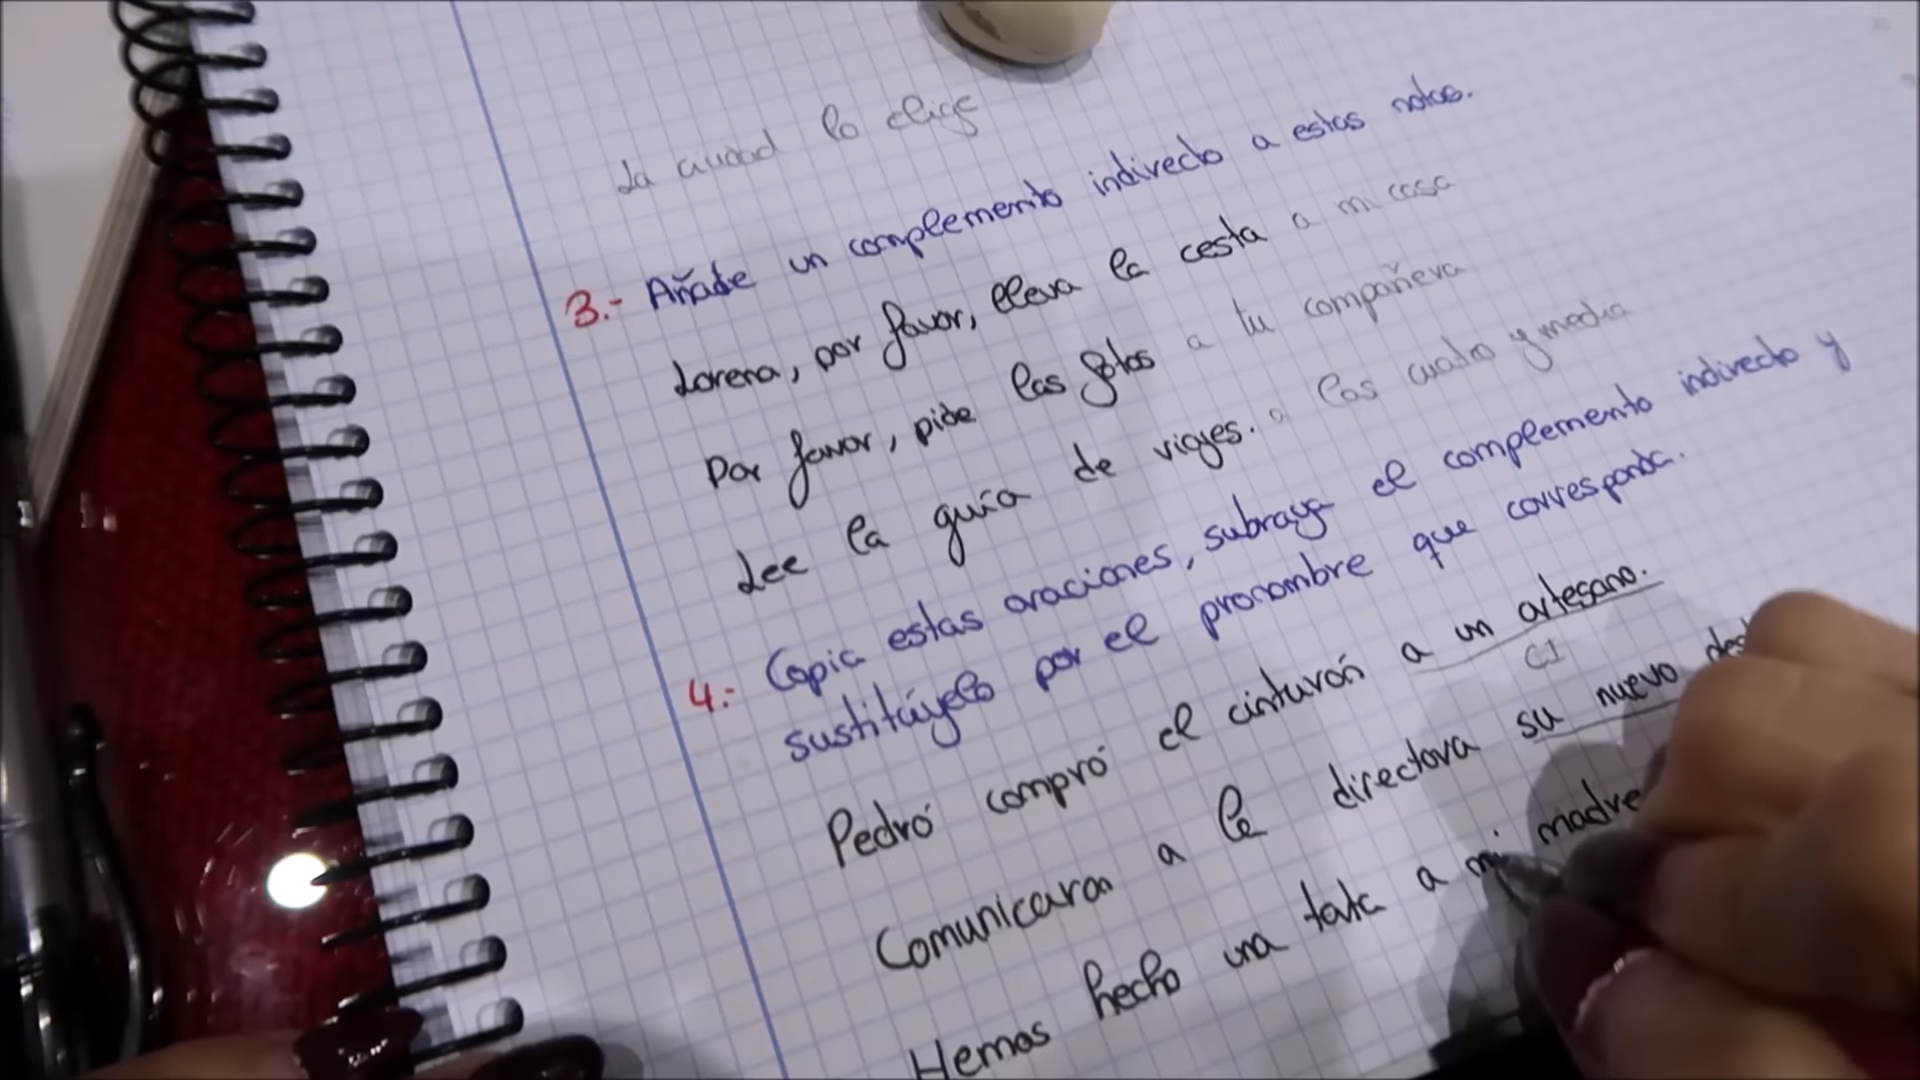 La ciudad lo elige
3.- Añade un complemento indirecto a estas notas.
Lorena, por favor, lleva la cesta a mi casa
Por favor, pide las fotos a tu compañera
Lee la guía de viajes. a las cuatro y media
4.- Copia estas oraciones, subraya el complemento indirecto y
sustitúyelo por el pronombre que corresponda.
Pedró compró el cinturón a un artesano.
CI
Comunicaron a la directora su nuevo
Hemos hecho una tata a mi madre